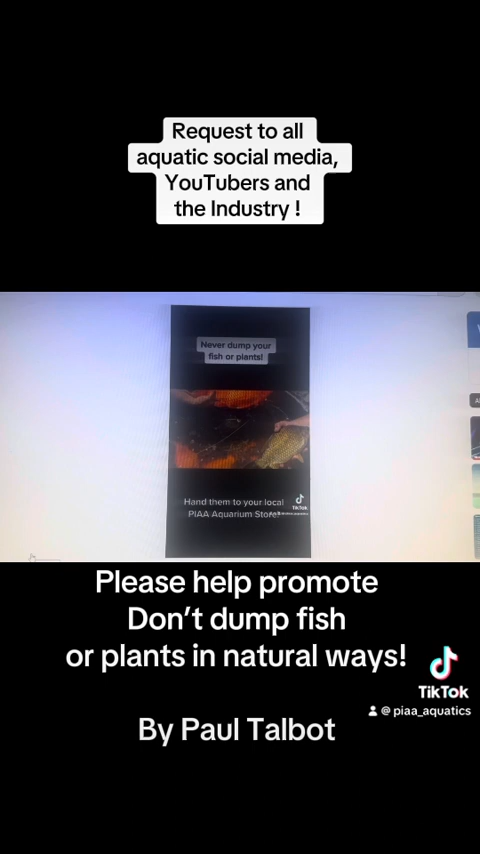 Request to all
aquatic social media,
YouTubers and
the Industry !
Never dump your
fish or plants!
Hand them to your local
PIAA Aquarium Store!
TikTok
Please help promote
Don't dump fish
or plants in natural ways!
TikTok
@ piaa_aquatics
By Paul Talbot